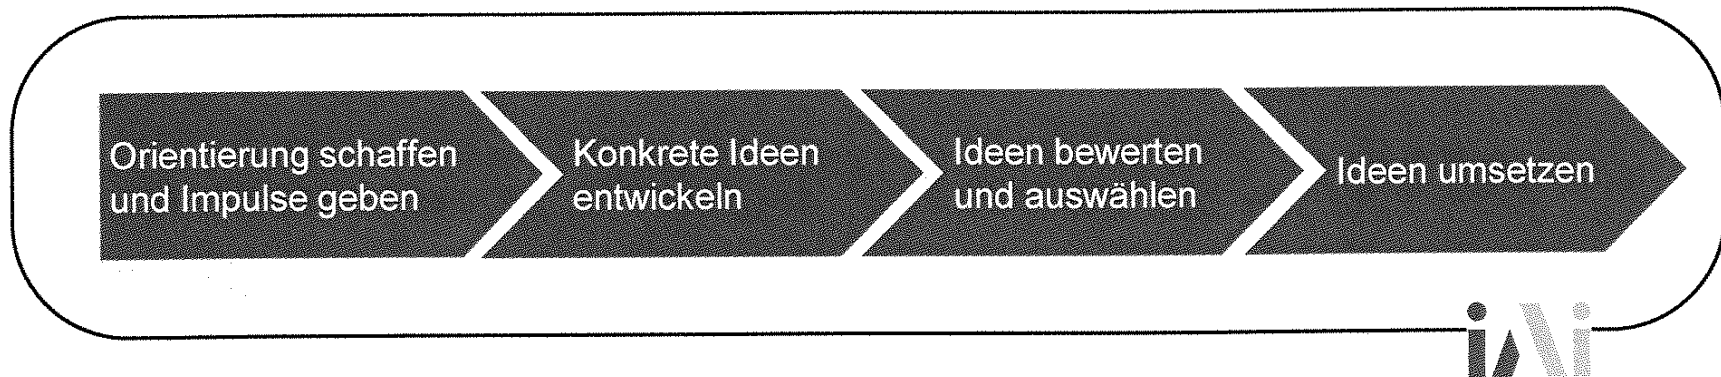 Orientierung schaffen
und Impulse geben
Konkrete Ideen
entwickeln
Ideen bewerten
und auswählen
Ideen umsetzen